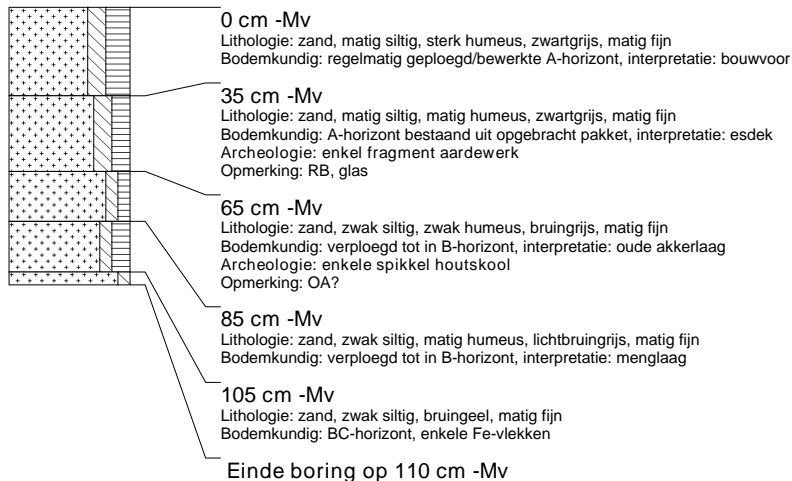 0 cm -Mv
Lithologie: zand, matig siltig, sterk humeus, zwartgrijs, matig fijn
Bodemkundig: regelmatig geploegd/bewerkte A-horizont, interpretatie: bouwvoor
35 cm -Mv
Lithologie: zand, matig siltig, matig humeus, zwartgrijs, matig fijn
Bodemkundig: A-horizont bestaand uit opgebracht pakket, interpretatie: esdek
Archeologie: enkel fragment aardewerk
Opmerking: RB, glas
65 cm -Mv
Lithologie: zand, zwak siltig, zwak humeus, bruingrijs, matig fijn
Bodemkundig: verploegd tot in B-horizont, interpretatie: oude akkerlaag
Archeologie: enkele spikkel houtskool
Opmerking: OA?
85 cm -Mv
Lithologie: zand, zwak siltig, matig humeus, lichtbruingrijs, matig fijn
Bodemkundig: verploegd tot in B-horizont, interpretatie: menglaag
105 cm -Mv
Lithologie: zand, zwak siltig, bruingeel, matig fijn
Bodemkundig: BC-horizont, enkele Fe-vlekken
Einde boring op 110 cm -Mv